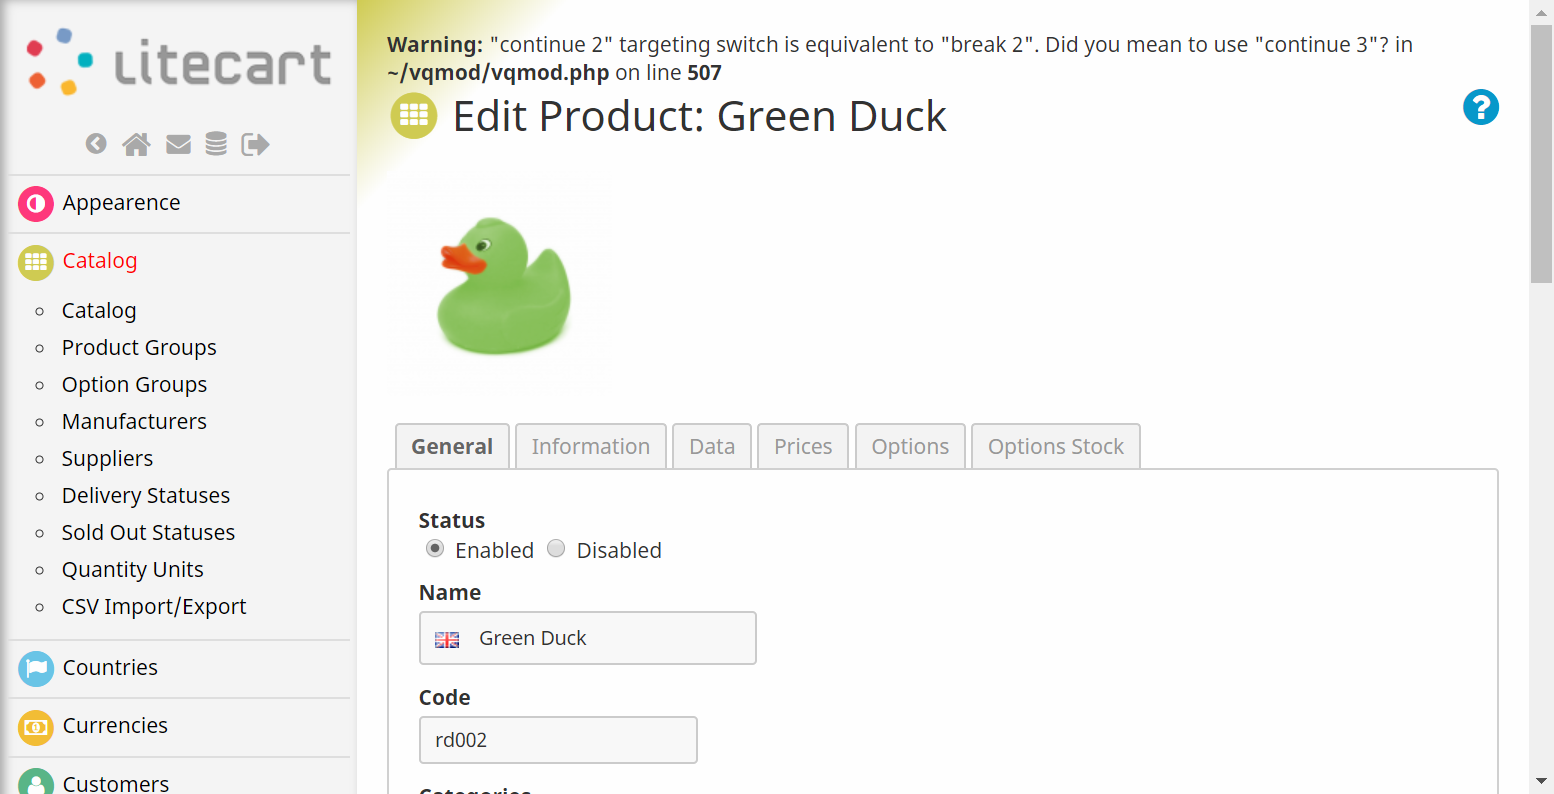 Litecart
Appearence
Catalog
Catalog
Product Groups
Option Groups
Manufacturers
Suppliers
Delivery Statuses
Sold Out Statuses
Quantity Units
CSV Import/Export
Countries
Currencies
Customers
Warning: "continue 2" targeting switch is equivalent to "break 2". Did you mean to use "continue 3"? in
~/vqmod/vqmod.php on line 507
Edit Product: Green Duck
?
General Information Data Prices Options Options Stock
Status
Enabled Disabled
Name
Green Duck
Code
rd002
Categories